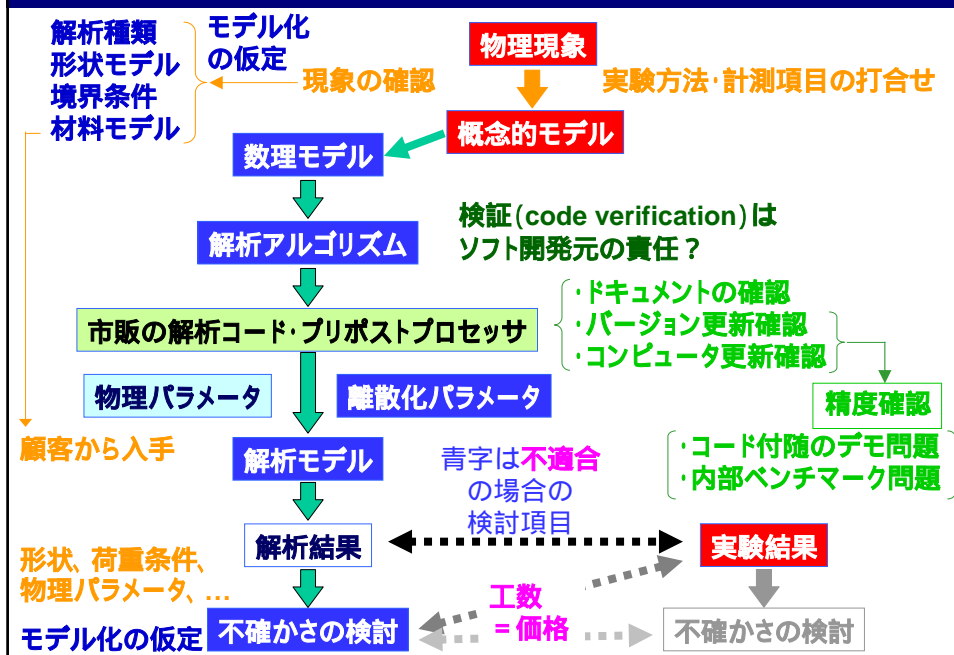 解析種類
形状モデル
境界条件
材料モデル
モデル化
の仮定
現象の確認
物理現象
実験方法・計測項目の打合せ
概念的モデル
数理モデル
解析アルゴリズム
検証(code verification)は
ソフト開発元の責任?
市販の解析コード・プリポストプロセッサ
・ドキュメントの確認
・バージョン更新確認
・コンピュータ更新確認
物理パラメータ
離散化パラメータ
精度確認
顧客から入手
解析モデル
青字は不適合
の場合の
検討項目
・コード付随のデモ問題
・内部ベンチマーク問題
解析結果
実験結果
形状、荷重条件、
物理パラメータ、...
工数
=価格
モデル化の仮定
不確かさの検討
不確かさの検討